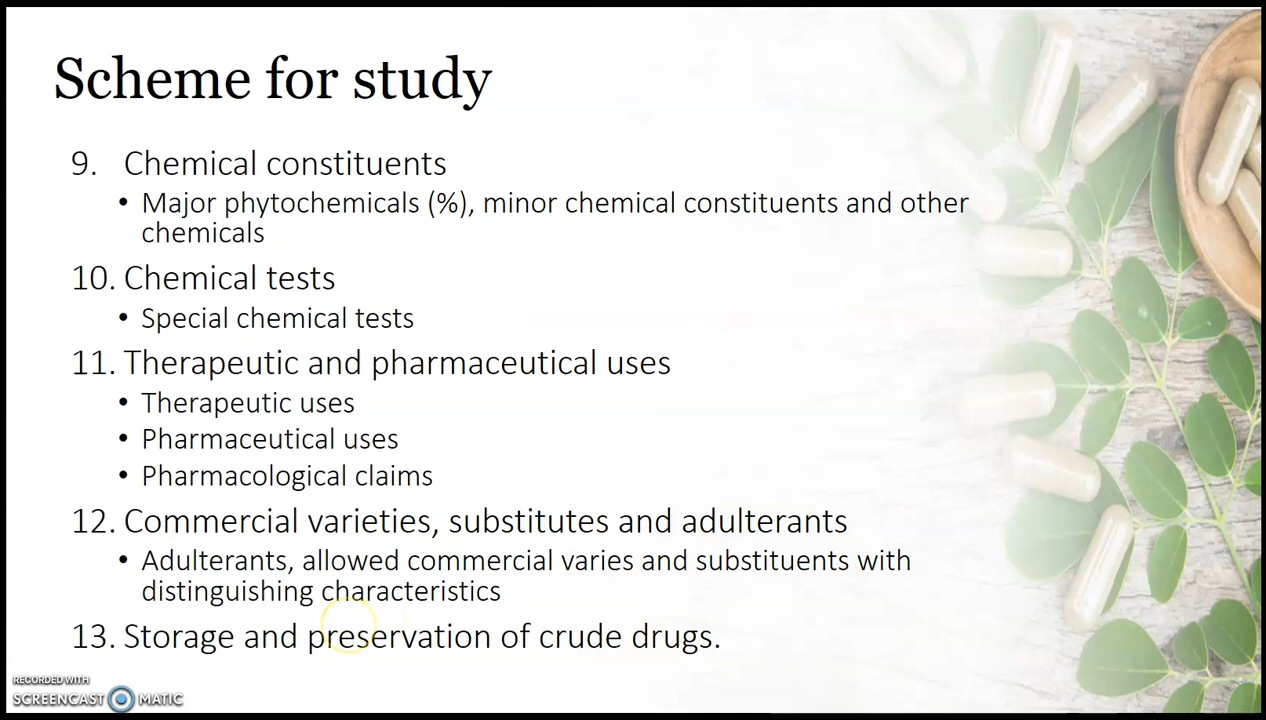 Scheme for study
9. Chemical constituents
• Major phytochemicals (%), minor chemical constituents and other
chemicals
10. Chemical tests
• Special chemical tests
11. Therapeutic and pharmaceutical uses
• Therapeutic uses
• Pharmaceutical uses
• Pharmacological claims
12. Commercial varieties, substitutes and adulterants
• Adulterants, allowed commercial varies and substituents with
distinguishing characteristics
13. Storage and preservation of crude drugs.
RECORDED WITH
SCREENCAST MATIC